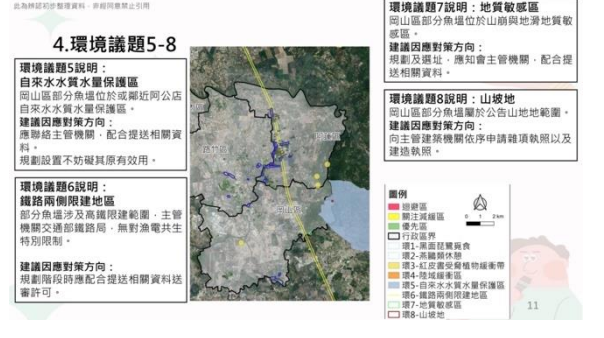 此為辨認初步整理資料，非經同意禁止引用
4.環境議題5-8
環境議題5說明：
自來水水質水量保護區
岡山區部分魚塭位於或鄰近阿公店
自來水水質水量保護區。
建議因應對策方向：
應聯絡主管機關，配合提送相關資
料。
規劃設置不妨礙其原有效用。
環境議題6說明：
鐵路兩側限建地區
部分魚塭涉及高鐵限建範圍，主管
機關交通部鐵路局，無對漁電共生
特別限制。
建議因應對策方向：
規劃階段時應配合提送相關資料送
審許可。
路竹區
岡山區
環境議題7說明：地質敏感區
岡山區部分魚塭位於山崩與地滑地質敏
感區。
建議因應對策方向：
規劃及選址，應知會主管機關，配合提
送相關資料。
環境議題8說明：山坡地
岡山區部分魚塭屬於公告山坡地範圍。
建議因應對策方向：
向主管建築機關依序申請雜項執照以及
建造執照。
圖例
迴避區
關注減緩區
優先區
行政區界
環1-黑面琵鷺覓食
環2-燕鷗類休憩
環3-紅皮書受脅植物緩衝帶
環4-陸域緩衝區
環5-自來水水質水量保護區
環6-鐵路兩側限建地區
環7-地質敏感區
環8-山坡地
0 1 2 km
11